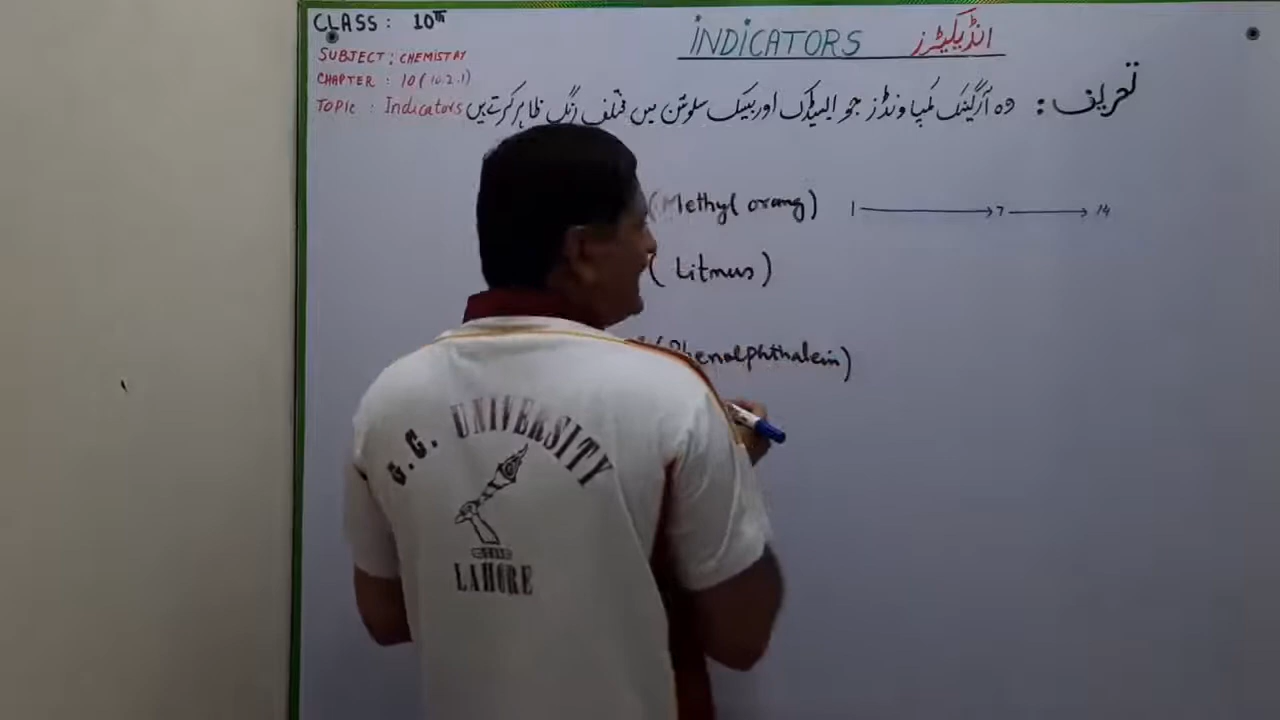 CLASS: 10th
SUBJECT: CHEMISTRY
CHAPTER: 10(10.2.1)
TOPIC: Indicators
INDICATORS انڈیکیٹرز
تعریف: وہ آرگینک کمپاونڈز جو ایسڈک اور بیسک سلوشن میں مختلف رنگ ظاہر کرتے ہیں
(Methyl orang) 1 → 7 → 14
(Litmus)
(Phenolphthalein)
G.C. UNIVERSITY
LAHORE